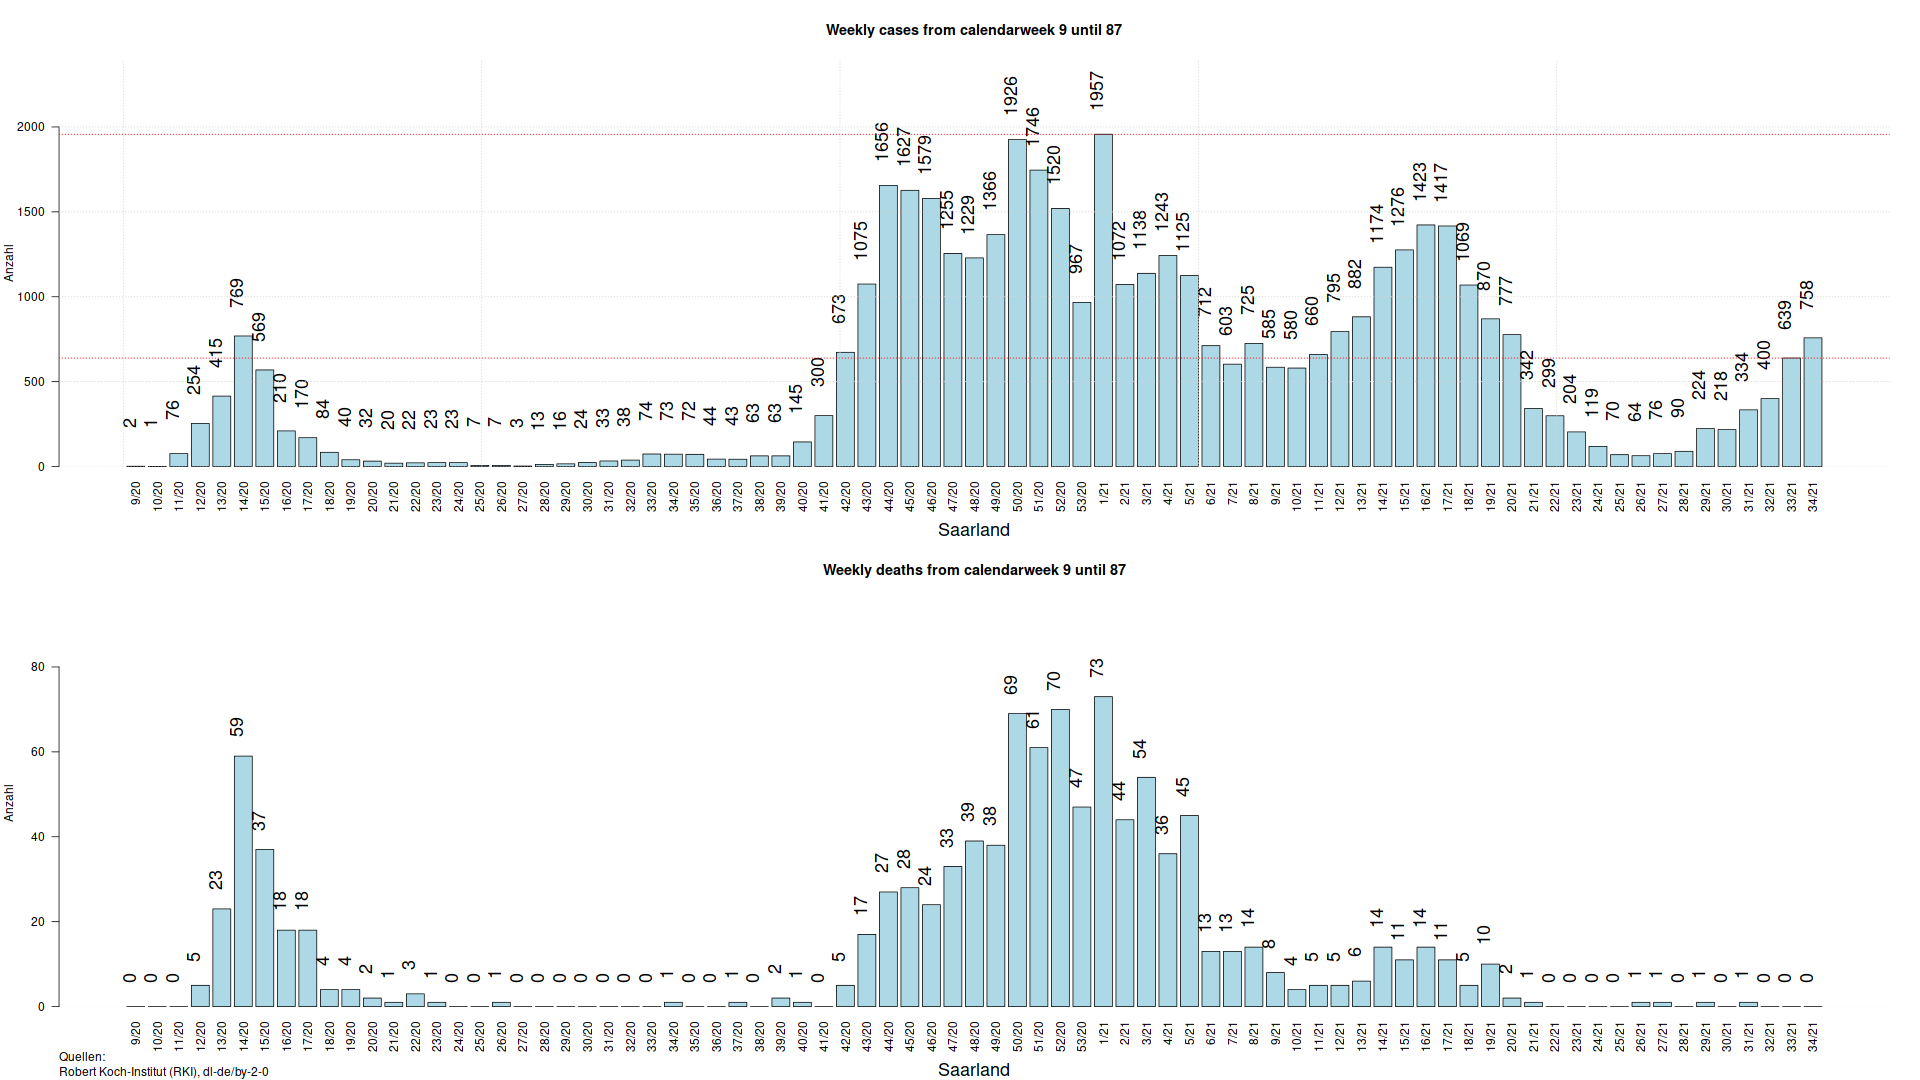 Weekly cases from calendarweek 9 until 87
Anzahl
2000
1500
1000
500
0
2 1 76 254 415 769 569 210 170 84 40 32 20 22 23 23 7 7 3 13 16 24 33 38 74 73 72 44 43 63 63 145 300 673 1075 1656 1627 1579 1255 1229 1366 1926 1746 1520 967 1957 1072 1138 1243 1125 712 603 725 585 580 660 795 882 1174 1276 1423 1417 1069 870 777 342 299 204 119 70 64 76 90 224 218 334 400 639 758
9/20 10/20 11/20 12/20 13/20 14/20 15/20 16/20 17/20 18/20 19/20 20/20 21/20 22/20 23/20 24/20 25/20 26/20 27/20 28/20 29/20 30/20 31/20 32/20 33/20 34/20 35/20 36/20 37/20 38/20 39/20 40/20 41/20 42/20 43/20 44/20 45/20 46/20 47/20 48/20 49/20 50/20 51/20 52/20 53/20 1/21 2/21 3/21 4/21 5/21 6/21 7/21 8/21 9/21 10/21 11/21 12/21 13/21 14/21 15/21 16/21 17/21 18/21 19/21 20/21 21/21 22/21 23/21 24/21 25/21 26/21 27/21 28/21 29/21 30/21 31/21 32/21 33/21 34/21
Saarland
Weekly deaths from calendarweek 9 until 87
Anzahl
80
60
40
20
0
0 0 0 5 23 59 37 18 18 4 4 2 1 3 1 0 0 1 0 0 0 0 0 0 0 1 0 0 1 0 2 1 0 5 17 27 28 24 33 39 38 69 61 70 47 73 44 54 36 45 13 13 14 8 4 5 5 6 14 11 14 11 5 10 2 1 0 0 0 0 1 1 0 1 0 1 0 0 0
9/20 10/20 11/20 12/20 13/20 14/20 15/20 16/20 17/20 18/20 19/20 20/20 21/20 22/20 23/20 24/20 25/20 26/20 27/20 28/20 29/20 30/20 31/20 32/20 33/20 34/20 35/20 36/20 37/20 38/20 39/20 40/20 41/20 42/20 43/20 44/20 45/20 46/20 47/20 48/20 49/20 50/20 51/20 52/20 53/20 1/21 2/21 3/21 4/21 5/21 6/21 7/21 8/21 9/21 10/21 11/21 12/21 13/21 14/21 15/21 16/21 17/21 18/21 19/21 20/21 21/21 22/21 23/21 24/21 25/21 26/21 27/21 28/21 29/21 30/21 31/21 32/21 33/21 34/21
Saarland
Quellen:
Robert Koch-Institut (RKI), dl-de/by-2-0